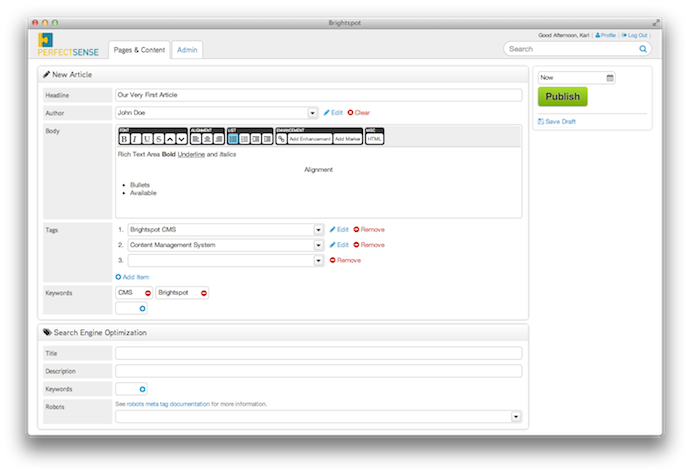 Brightspot
Good Afternoon, Karl | Profile | Log Out
PERFECTSENSE
Pages & Content
Admin
Search
New Article
Headline
Our Very First Article
Author
John Doe
Edit
Clear
Body
FONT
ALIGNMENT
LIST
ENHANCEMENT
MISC
B I U S
Add Enhancement
Add Marker
HTML
Rich Text Area Bold Underline and Italics
Alignment
• Bullets
• Available
Tags
1. Brightspot CMS Edit Remove
2. Content Management System Edit Remove
3. Remove
Add Item
Keywords
CMS
Brightspot
Search Engine Optimization
Title
Description
Keywords
Robots
See robots meta tag documentation for more information.
Now
Publish
Save Draft